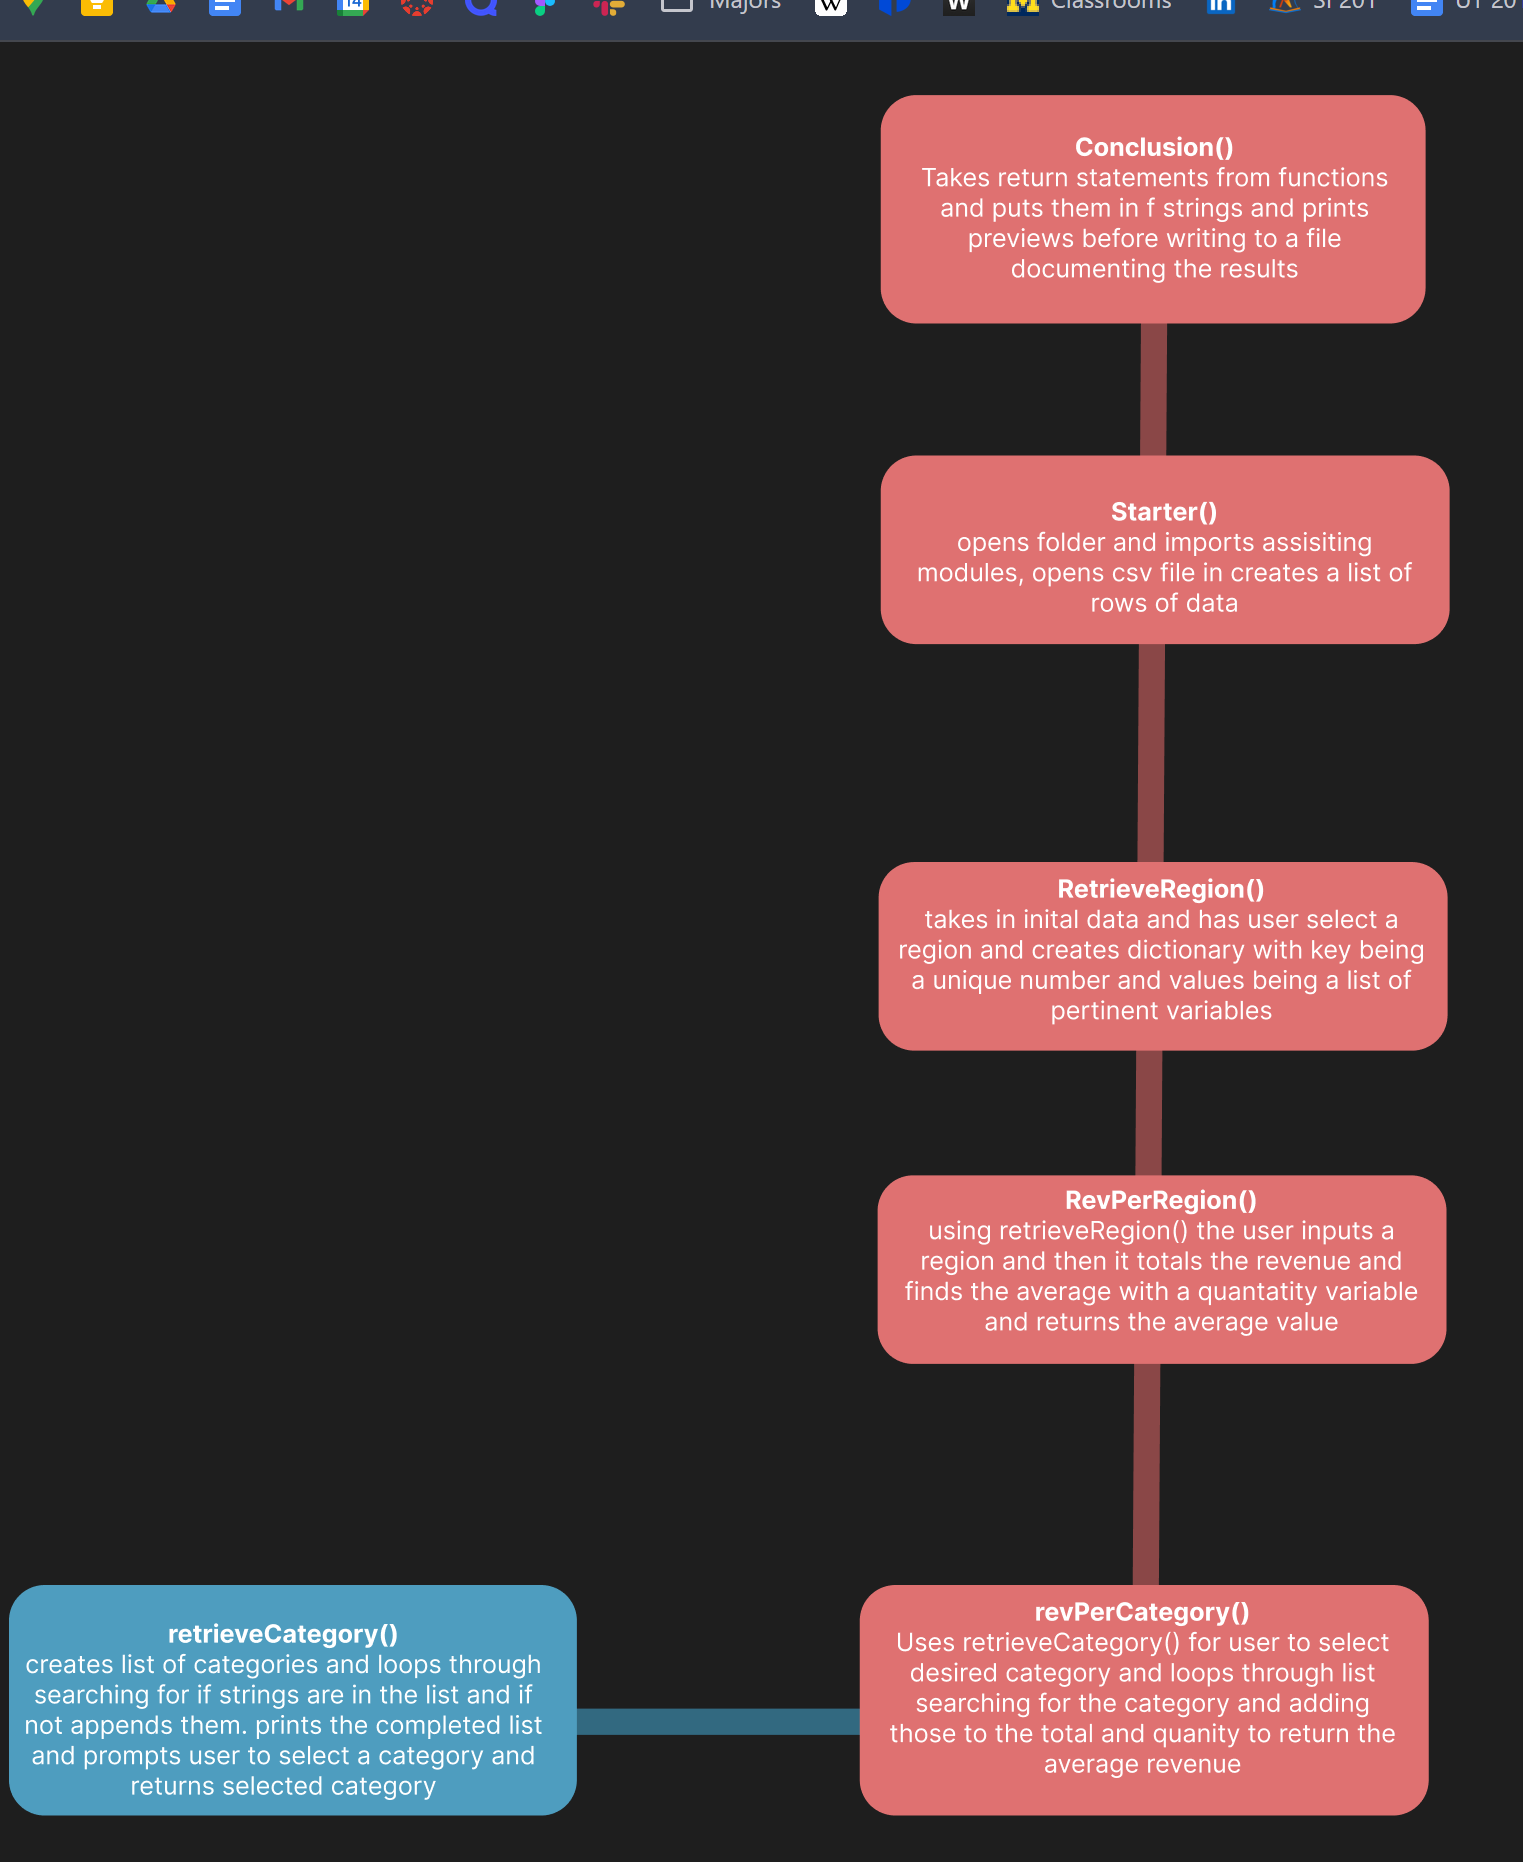 Majors
Classrooms
SI 201
Conclusion()
Takes return statements from functions
and puts them in f strings and prints
previews before writing to a file
documenting the results
Starter()
opens folder and imports assisiting
modules, opens csv file in creates a list of
rows of data
RetrieveRegion()
takes in inital data and has user select a
region and creates dictionary with key being
a unique number and values being a list of
pertinent variables
RevPerRegion()
using retrieveRegion() the user inputs a
region and then it totals the revenue and
finds the average with a quantatity variable
and returns the average value
retrieveCategory()
creates list of categories and loops through
searching for if strings are in the list and if
not appends them. prints the completed list
and prompts user to select a category and
returns selected category
revPerCategory()
Uses retrieveCategory() for user to select
desired category and loops through list
searching for the category and adding
those to the total and quanity to return the
average revenue